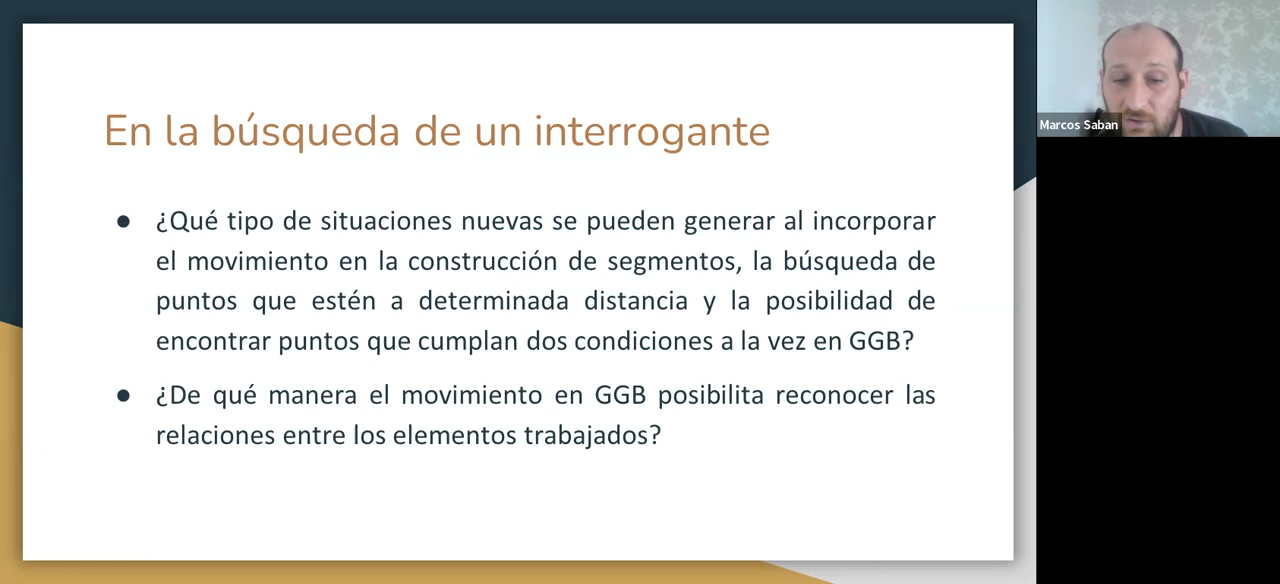 En la búsqueda de un interrogante
● ¿Qué tipo de situaciones nuevas se pueden generar al incorporar
el movimiento en la construcción de segmentos, la búsqueda de
puntos que estén a determinada distancia y la posibilidad de
encontrar puntos que cumplan dos condiciones a la vez en GGB?
● ¿De qué manera el movimiento en GGB posibilita reconocer las
relaciones entre los elementos trabajados?
Marcos Saban